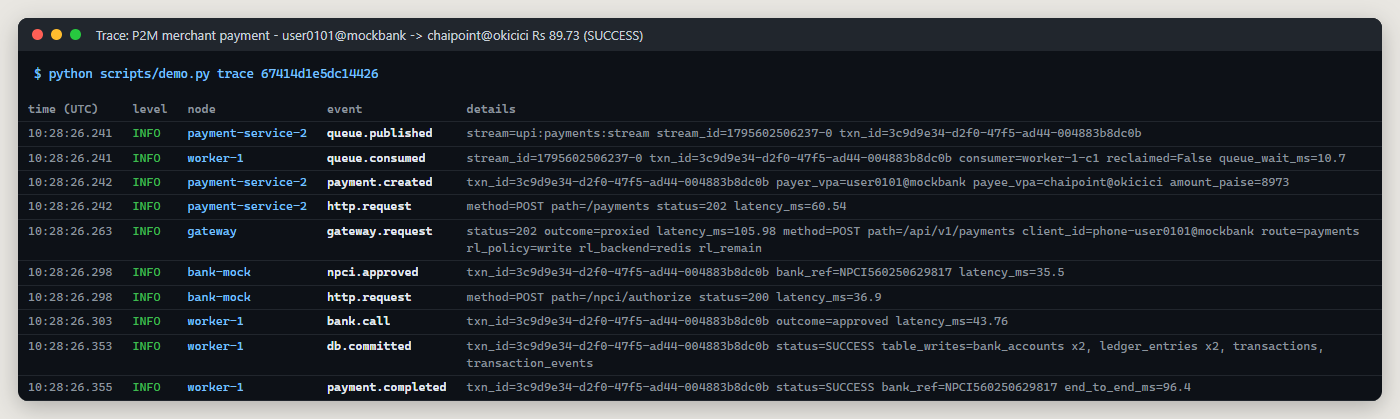 Trace: P2M merchant payment - user0101@mockbank -> chaipoint@okicici Rs 89.73 (SUCCESS)
$ python scripts/demo.py trace 67414d1e5dc14426
time (UTC) level node event details
10:28:26.241 INFO payment-service-2 queue.published stream=upi:payments:stream stream_id=1795602506237-0 txn_id=3c9d9e34-d2f0-47f5-ad44-004883b8dc0b
10:28:26.241 INFO worker-1 queue.consumed stream_id=1795602506237-0 txn_id=3c9d9e34-d2f0-47f5-ad44-004883b8dc0b consumer=worker-1-c1 reclaimed=False queue_wait_ms=10.7
10:28:26.242 INFO payment-service-2 payment.created txn_id=3c9d9e34-d2f0-47f5-ad44-004883b8dc0b payer_vpa=user0101@mockbank payee_vpa=chaipoint@okicici amount_paise=8973
10:28:26.242 INFO payment-service-2 http.request method=POST path=/payments status=202 latency_ms=60.54
10:28:26.263 INFO gateway gateway.request status=202 outcome=proxied latency_ms=105.98 method=POST path=/api/v1/payments client_id=phone-user0101@mockbank route=payments
rl_policy=write rl_backend=redis rl_remain
10:28:26.298 INFO bank-mock npci.approved txn_id=3c9d9e34-d2f0-47f5-ad44-004883b8dc0b bank_ref=NPCI560250629817 latency_ms=35.5
10:28:26.298 INFO bank-mock http.request method=POST path=/npci/authorize status=200 latency_ms=36.9
10:28:26.303 INFO worker-1 bank.call txn_id=3c9d9e34-d2f0-47f5-ad44-004883b8dc0b outcome=approved latency_ms=43.76
10:28:26.353 INFO worker-1 db.committed txn_id=3c9d9e34-d2f0-47f5-ad44-004883b8dc0b status=SUCCESS table_writes=bank_accounts x2, ledger_entries x2, transactions,
transaction_events
10:28:26.355 INFO worker-1 payment.completed txn_id=3c9d9e34-d2f0-47f5-ad44-004883b8dc0b status=SUCCESS bank_ref=NPCI560250629817 end_to_end_ms=96.4